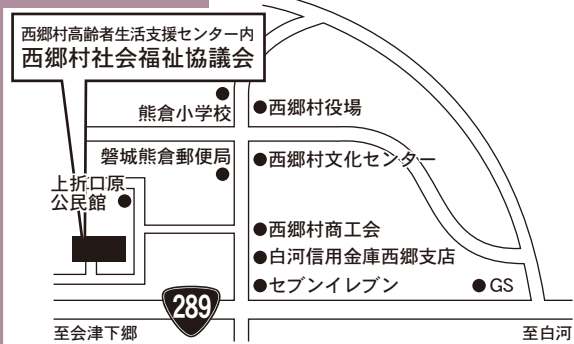 西郷村高齢者生活支援センター内
西郷村社会福祉協議会
熊倉小学校
西郷村役場
磐城熊倉郵便局
西郷村文化センター
上折口原
公民館
西郷村商工会
白河信用金庫西郷支店
セブンイレブン
GS
289
至会津下郷
至白河